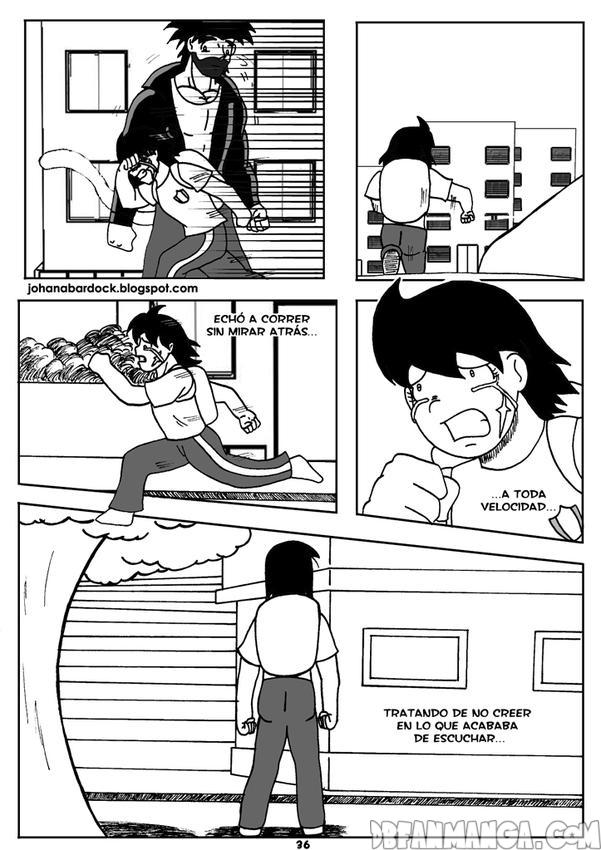 johanabardock.blogspot.com
ECHÓ A CORRER
SIN MIRAR ATRÁS...
...A TODA
VELOCIDAD...
TRATANDO DE NO CREER
EN LO QUE ACABABA
DE ESCUCHAR...
36
DBFANMANGA.COM